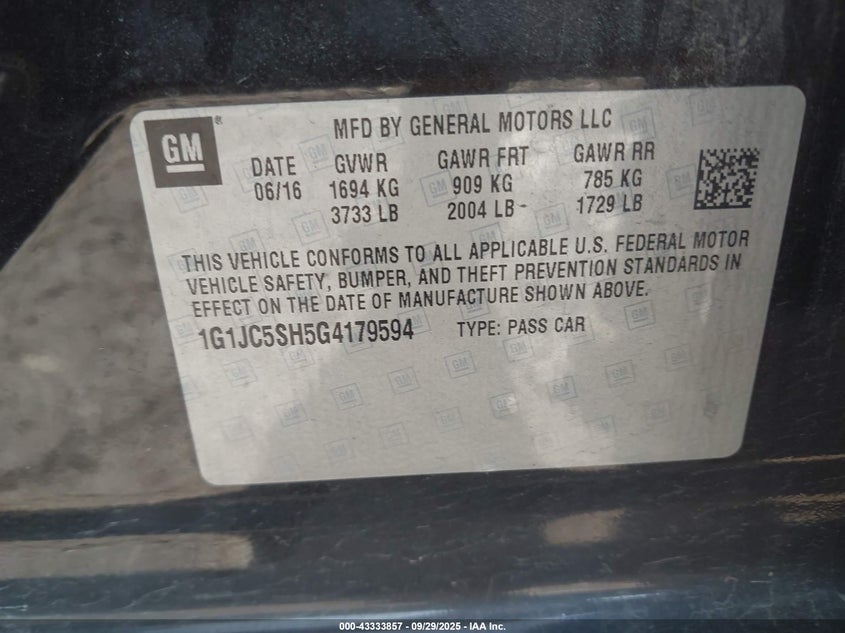 GM
MFD BY GENERAL MOTORS LLC
DATE GVWR GAWR FRT GAWR RR
06/16 1694 KG 909 KG 785 KG
3733 LB 2004 LB 1729 LB
THIS VEHICLE CONFORMS TO ALL APPLICABLE U.S. FEDERAL MOTOR
VEHICLE SAFETY, BUMPER, AND THEFT PREVENTION STANDARDS IN
EFFECT ON THE DATE OF MANUFACTURE SHOWN ABOVE.
1G1JC5SH5G4179594 TYPE: PASS CAR
000-43333857 - 09/29/2025 - IAA Inc.